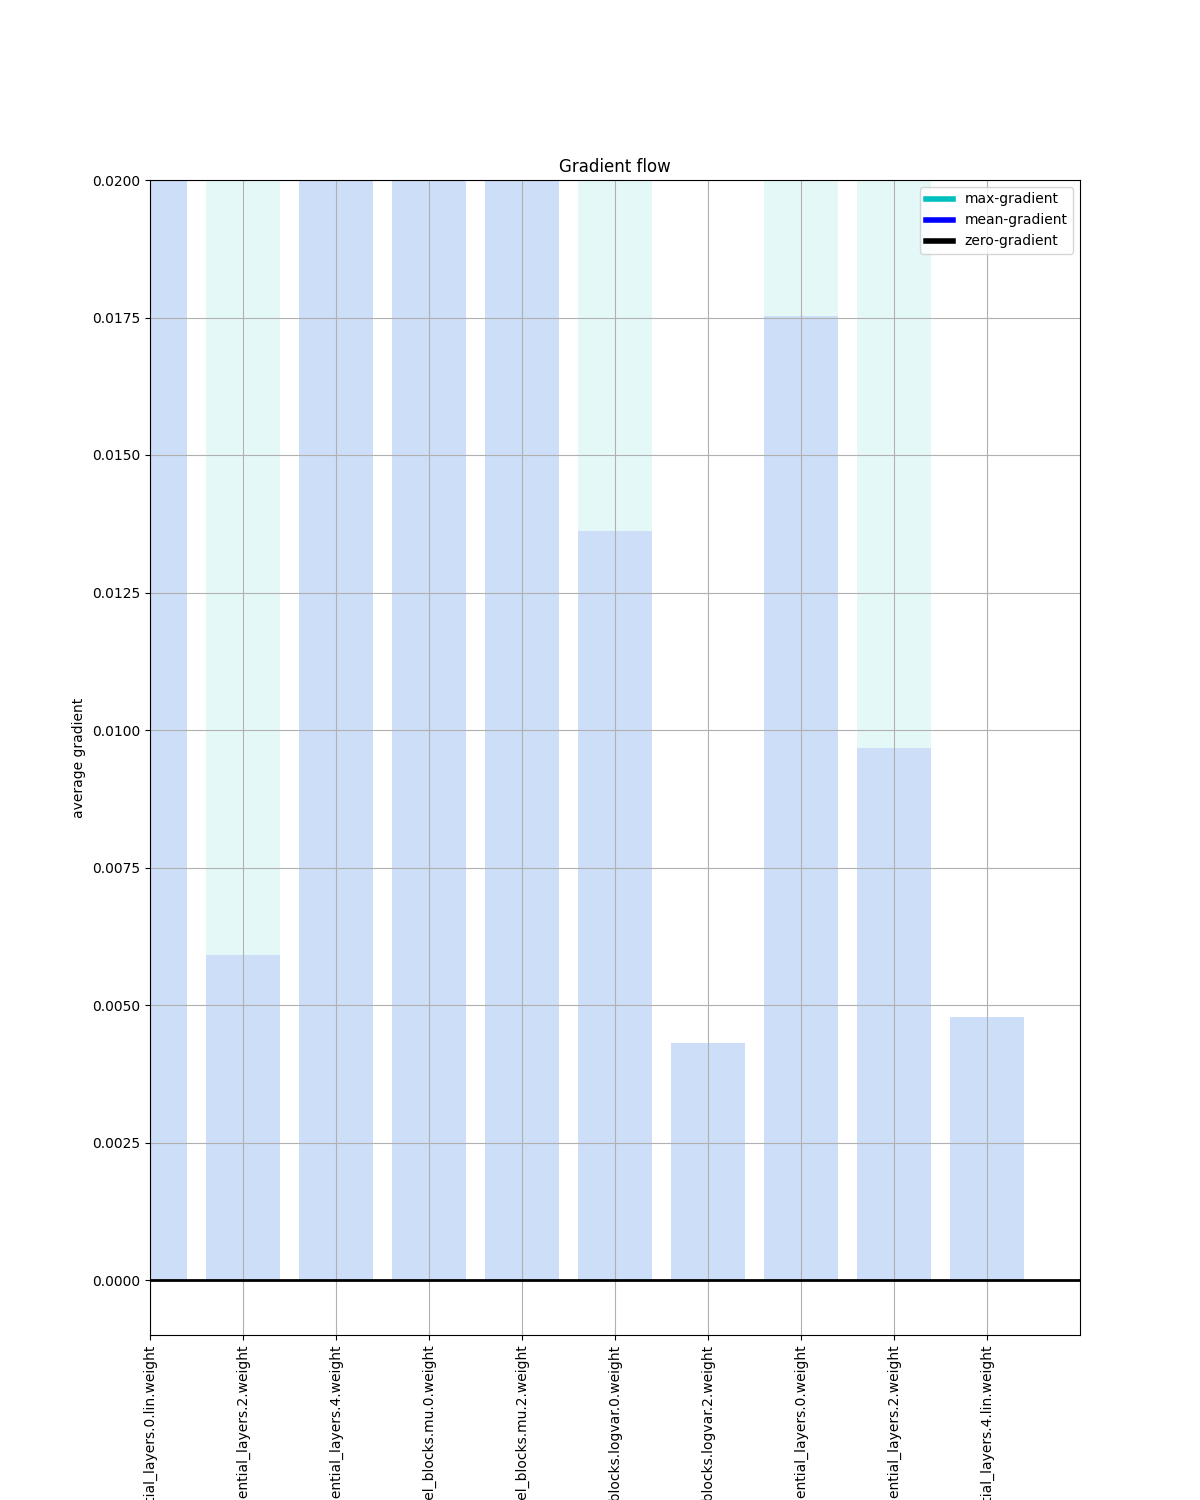 Gradient flow
max-gradient
mean-gradient
zero-gradient
average gradient
0.0200
0.0175
0.0150
0.0125
0.0100
0.0075
0.0050
0.0025
0.0000
tial_layers.0.lin.weight
ential_layers.2.weight
ential_layers.4.weight
el_blocks.mu.0.weight
el_blocks.mu.2.weight
blocks.logvar.0.weight
blocks.logvar.2.weight
ential_layers.0.weight
ential_layers.2.weight
tial_layers.4.lin.weight